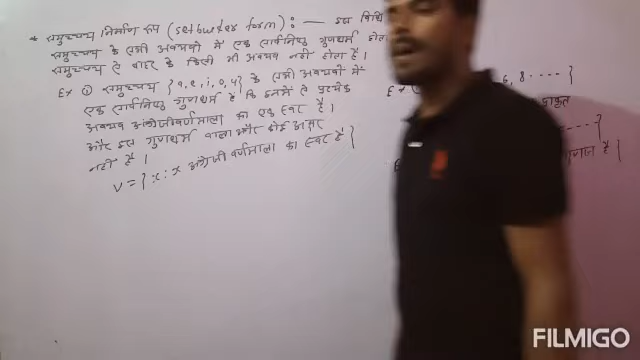 * समुच्चय निर्माण रूप (setbuilter form): — इस विधि
समुच्चय के सभी अवयवों में एक सार्वनिष्ठ गुणधर्म होता
समुच्चय से बाहर के किसी भी अवयव नहीं होता है।
Ex ① समुच्चय {a, e, i, o, u} के सभी अवयवों में
एक सार्वनिष्ठ गुणधर्म है कि इनमें से प्रत्येक
अवयव अंग्रेजी वर्णमाला का एक स्वर है।
और इस गुणधर्म वाला और कोई अक्षर
नहीं है।
V = {x : x अंग्रेजी वर्णमाला का स्वर है}
6, 8 . . . . }
प्राकृत
है}
FILMIGO